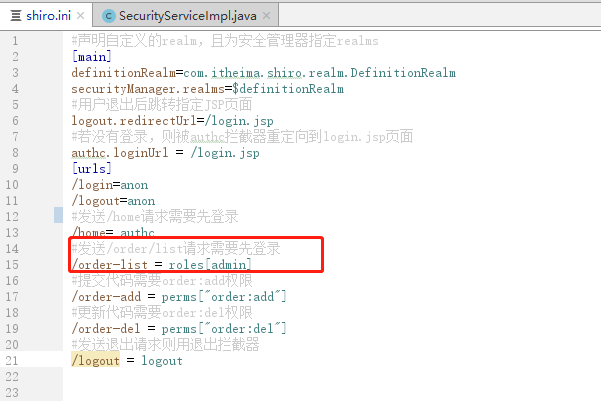 shiro.ini × SecurityServiceImpl.java ×
1 #声明自定义的realm，且为安全管理器指定realms
2 [main]
3 definitionRealm=com.itheima.shiro.realm.DefinitionRealm
4 securityManager.realms=$definitionRealm
5 #用户退出后跳转指定JSP页面
6 logout.redirectUrl=/login.jsp
7 #若没有登录，则被authc拦截器重定向到login.jsp页面
8 authc.loginUrl = /login.jsp
9 [urls]
10 /login=anon
11 /logout=anon
12 #发送/home请求需要先登录
13 /home= authc
14 #发送/order/list请求需要先登录
15 /order-list = roles[admin]
16 #提交代码需要order:add权限
17 /order-add = perms["order:add"]
18 #更新代码需要order:del权限
19 /order-del = perms["order:del"]
20 #发送退出请求则用退出拦截器
21 /logout = logout
22
23